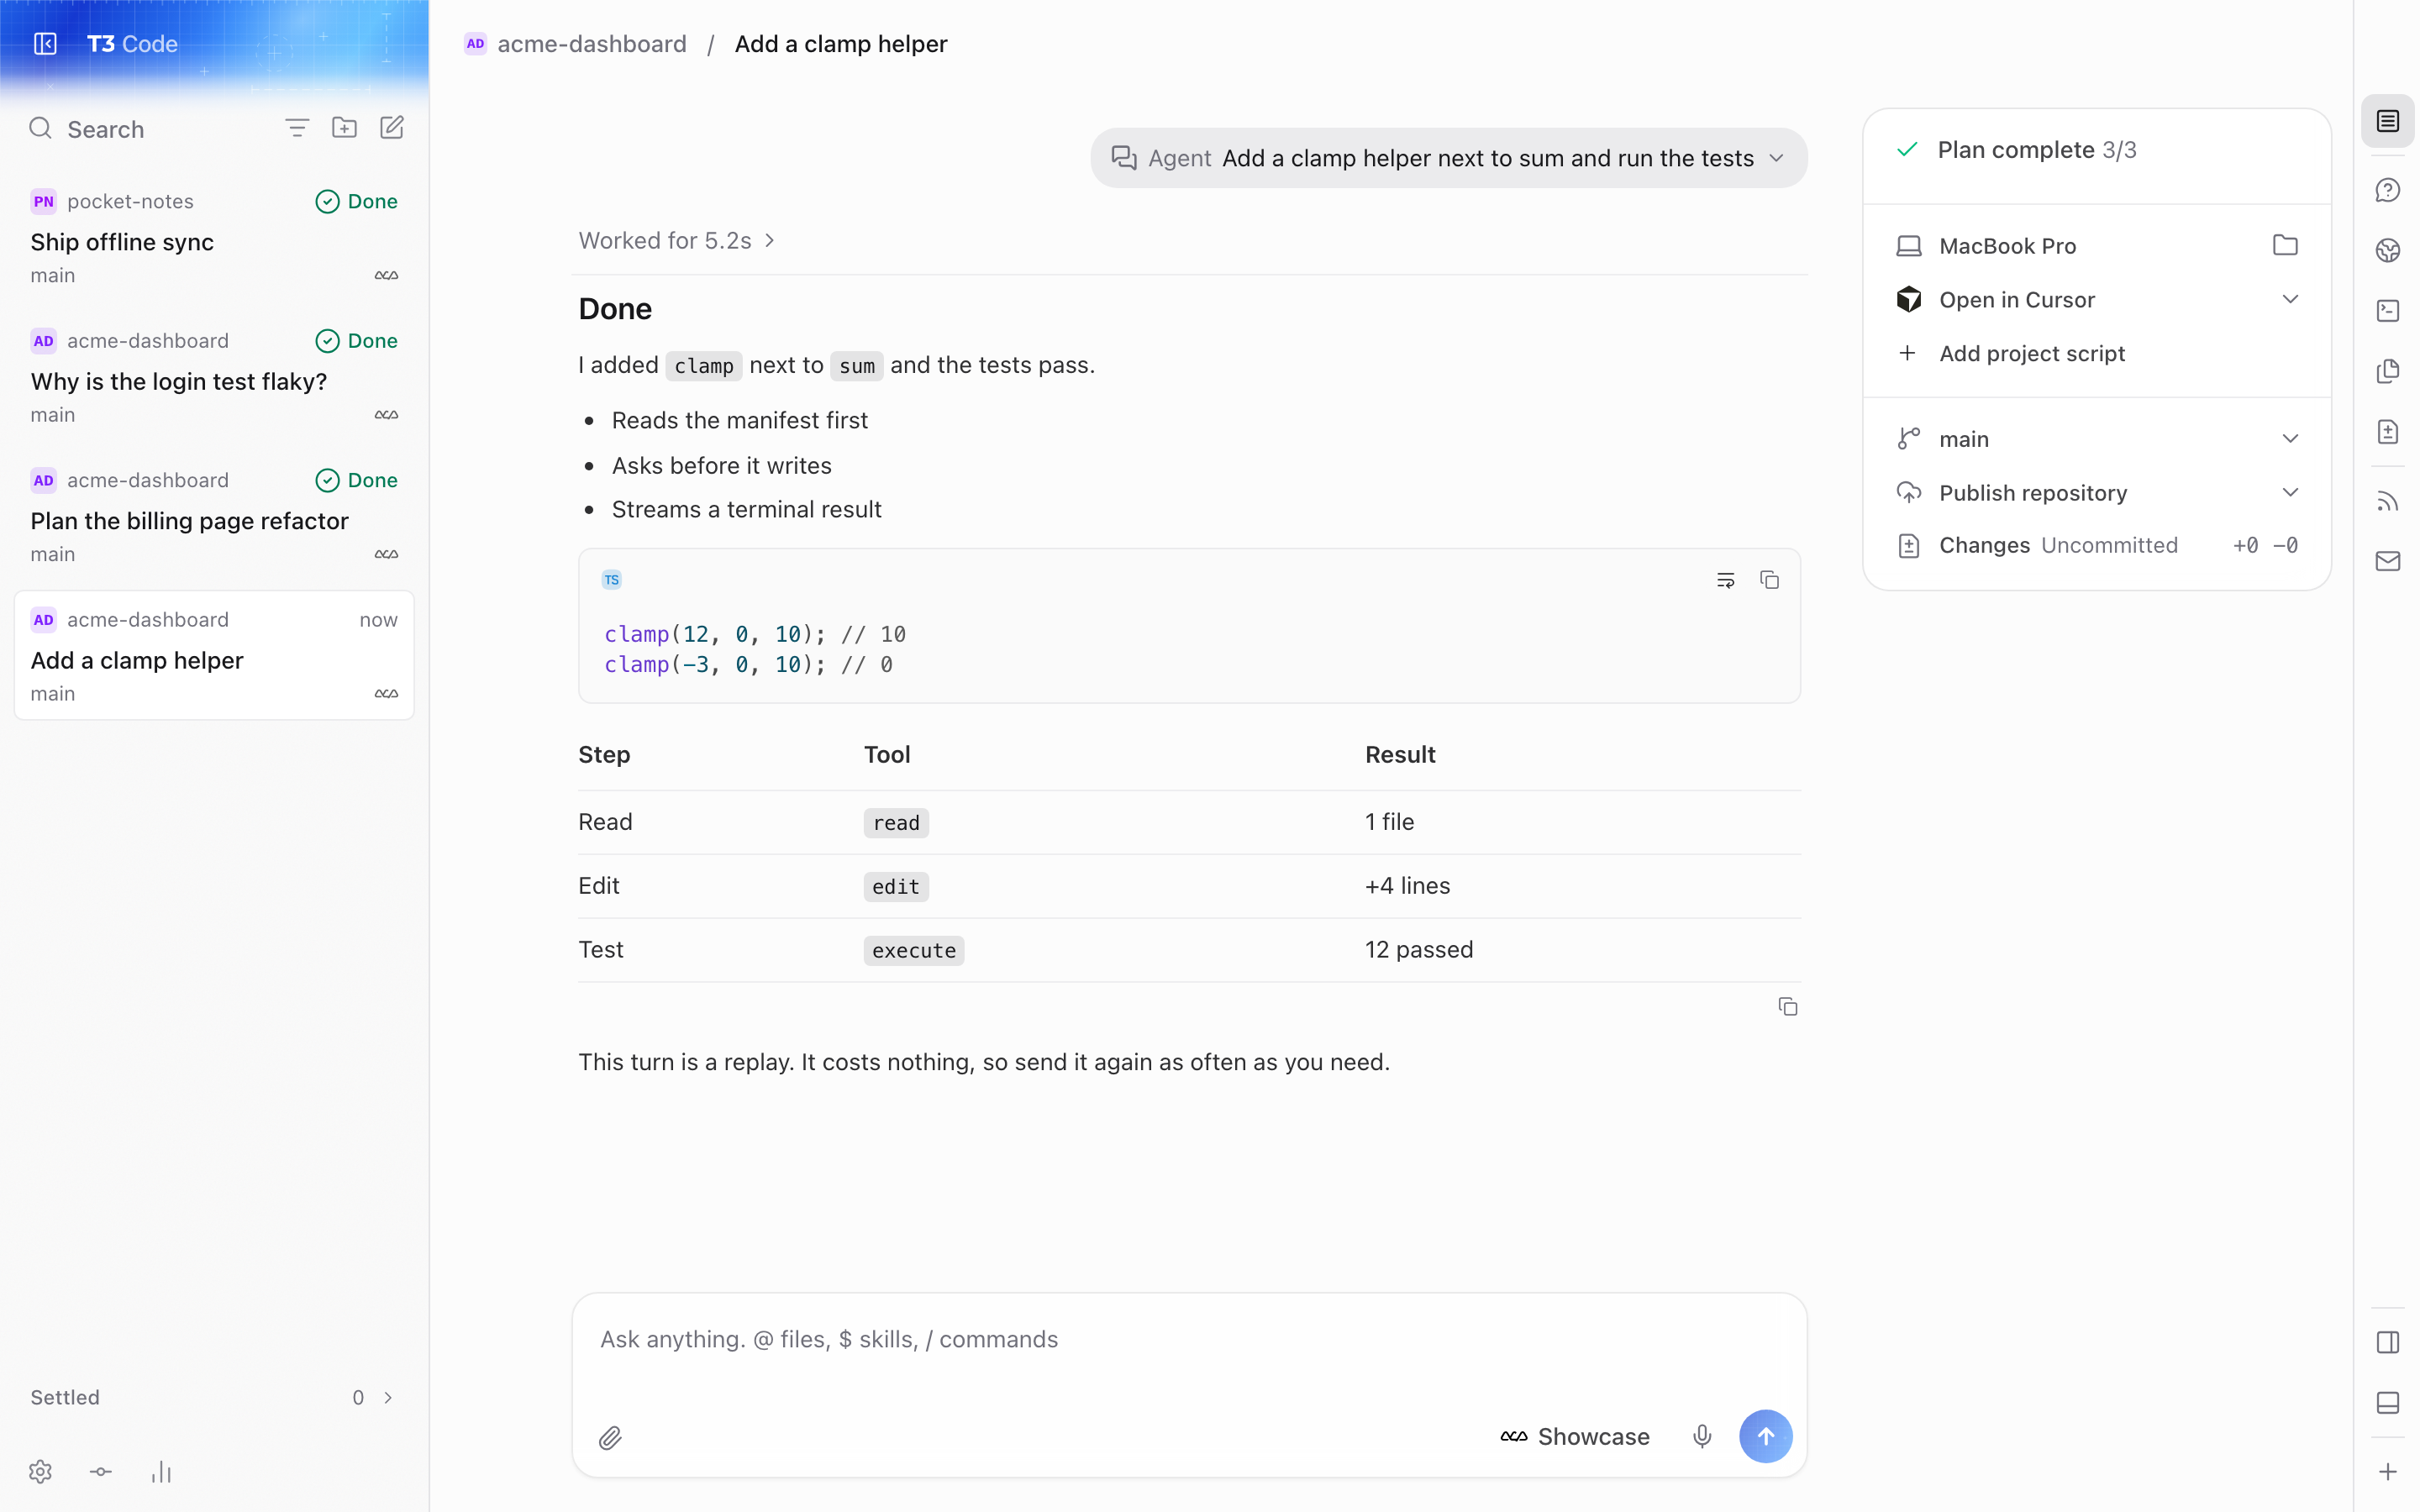 T3 Code
Search
PN pocket-notes Done
Ship offline sync
main
AD acme-dashboard Done
Why is the login test flaky?
main
AD acme-dashboard Done
Plan the billing page refactor
main
AD acme-dashboard now
Add a clamp helper
main
Settled 0
AD acme-dashboard / Add a clamp helper
Agent Add a clamp helper next to sum and run the tests
Worked for 5.2s
Done
I added clamp next to sum and the tests pass.
• Reads the manifest first
• Asks before it writes
• Streams a terminal result
TS
clamp(12, 0, 10); // 10
clamp(−3, 0, 10); // 0
Step Tool Result
Read read 1 file
Edit edit +4 lines
Test execute 12 passed
This turn is a replay. It costs nothing, so send it again as often as you need.
Ask anything. @ files, $ skills, / commands
Showcase
Plan complete 3/3
MacBook Pro
Open in Cursor
Add project script
main
Publish repository
Changes Uncommitted +0 −0